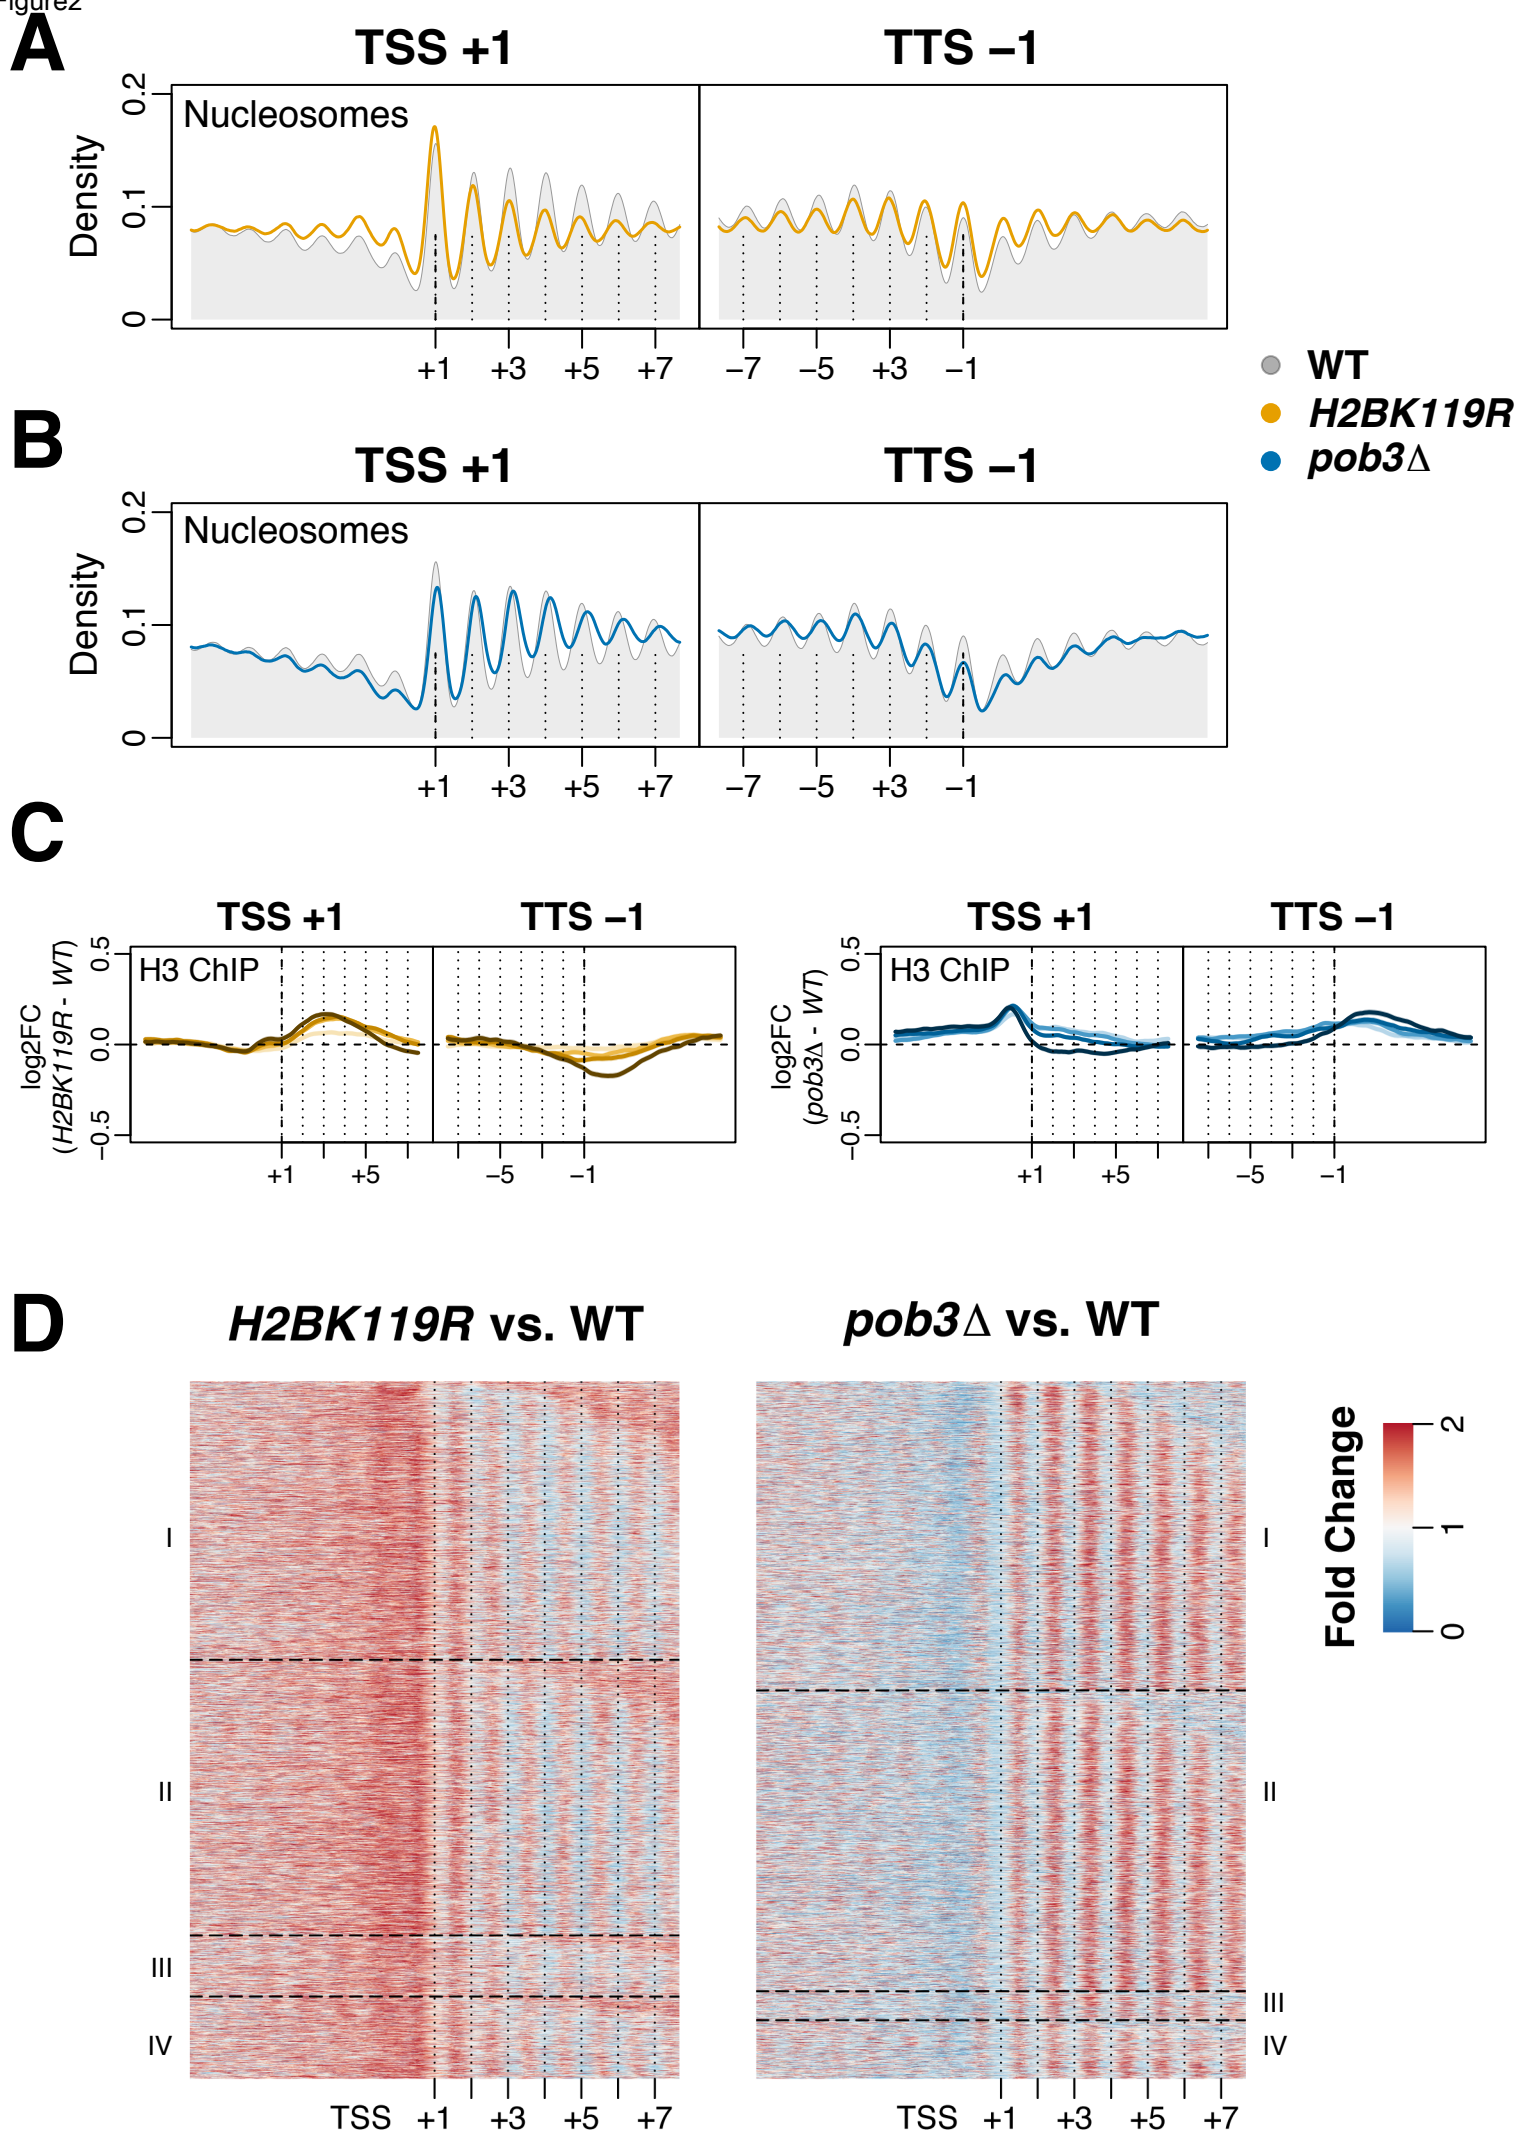 Figure2
A
TSS +1
TTS −1
Nucleosomes
Density
0.2
0.1
0
+1
+3
+5
+7
−7
−5
+3
−1
WT
H2BK119R
pob3Δ
B
TSS +1
TTS −1
Nucleosomes
Density
0.2
0.1
0
+1
+3
+5
+7
−7
−5
+3
−1
C
TSS +1
TTS −1
H3 ChIP
log2FC
(H2BK119R - WT)
0.5
0.0
−0.5
+1
+5
−5
−1
TSS +1
TTS −1
H3 ChIP
log2FC
(pob3Δ - WT)
0.5
0.0
−0.5
+1
+5
−5
−1
D
H2BK119R vs. WT
pob3Δ vs. WT
I
II
III
IV
I
II
III
IV
TSS +1 +3 +5 +7
TSS +1 +3 +5 +7
Fold Change
2
1
0